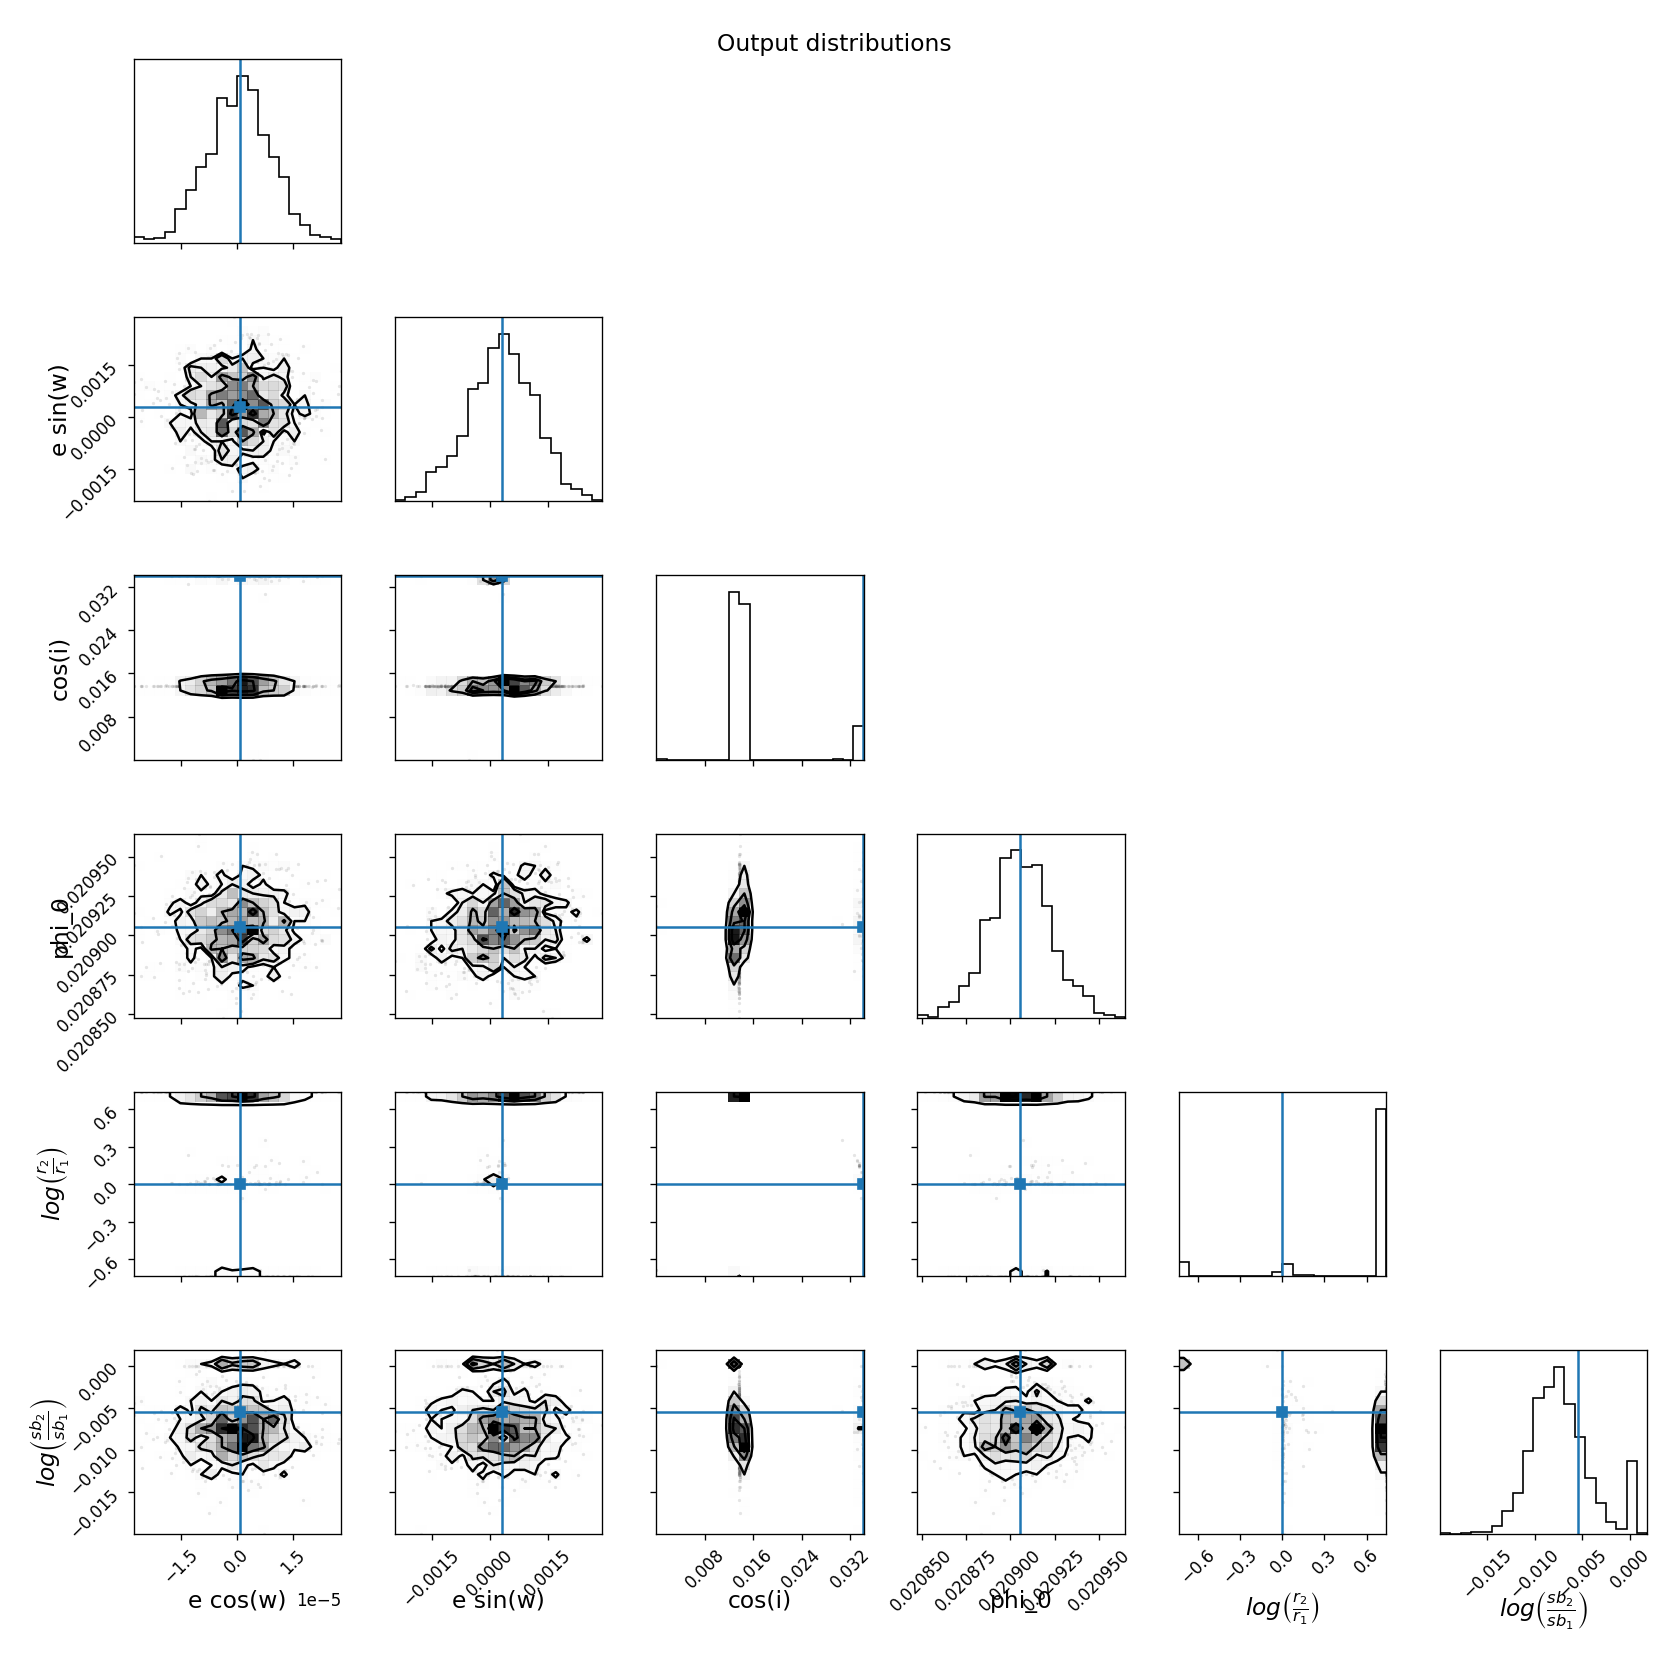 Output distributions
e sin(w)
0.0015
0.0000
−0.0015
cos(i)
0.032
0.024
0.016
0.008
phi_0
0.020950
0.020925
0.020900
0.020875
0.020850
log(r2/r1)
0.6
0.3
0.0
−0.3
−0.6
log(sb2/sb1)
0.000
−0.005
−0.010
−0.015
−1.5 0.0 1.5
−0.0015 0.0000 0.0015
0.008 0.016 0.024 0.032
0.020850 0.020875 0.020900 0.020925 0.020950
−0.6 −0.3 0.0 0.3 0.6
−0.015 −0.010 −0.005 0.000
e cos(w) 1e−5
e sin(w)
cos(i)
phi_0
log(r2/r1)
log(sb2/sb1)